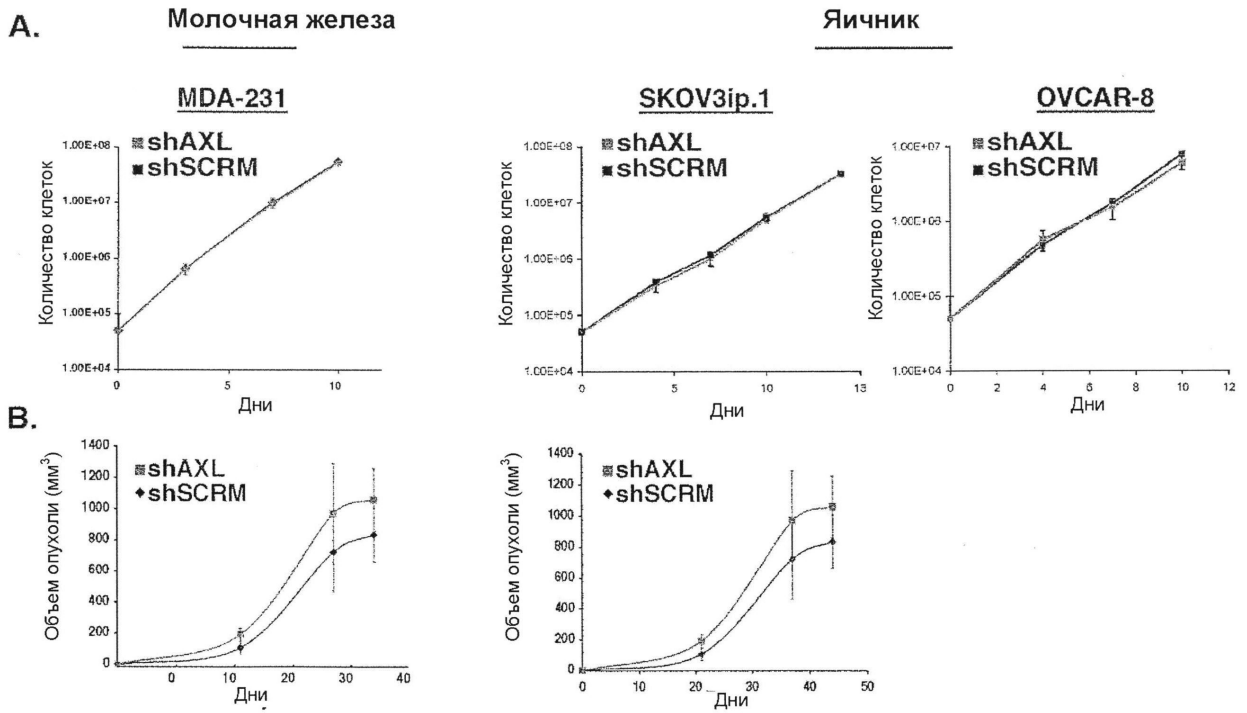 A.
Молочная железа
Яичник
MDA-231
SKOV3ip.1
OVCAR-8
Количество клеток
1.00E+08
1.00E+07
1.00E+06
1.00E+05
1.00E+04
shAXL
shSCRM
0
5
10
Дни
Количество клеток
1.00E+08
1.00E+07
1.00E+06
1.00E+05
1.00E+04
shAXL
shSCRM
0
5
10
13
Дни
Количество клеток
1.00E+07
1.00E+06
1.00E+05
1.00E+04
shAXL
shSCRM
0
2
4
6
8
10
12
Дни
B.
Объем опухоли (мм³)
1400
1200
1000
800
600
400
200
0
shAXL
shSCRM
0
20
30
40
Дни
Объем опухоли (мм³)
1400
1200
1000
800
600
400
200
0
shAXL
shSCRM
0
10
20
30
40
50
Дни